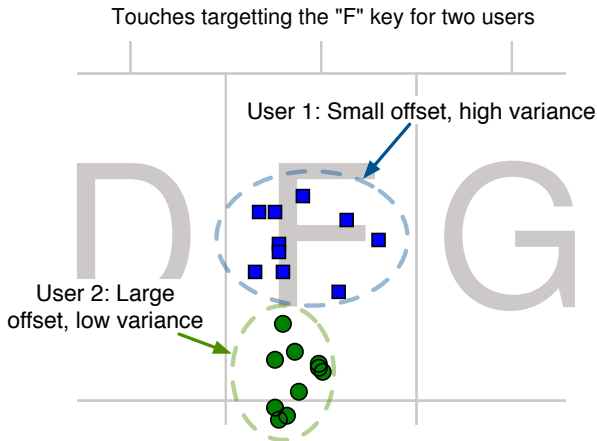 Touches targetting the "F" key for two users
User 1: Small offset, high variance
D F G
User 2: Large
offset, low variance